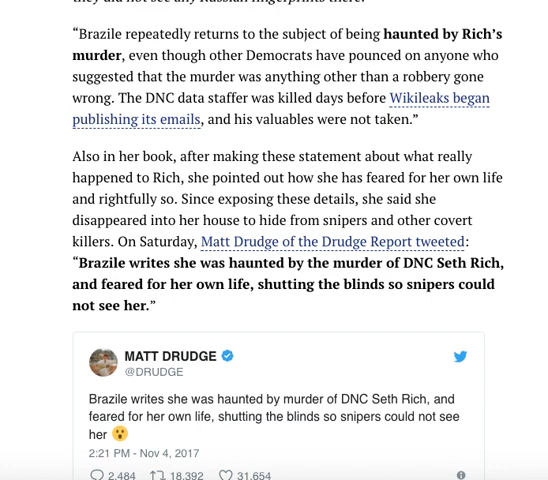 they did not see any Russian fingerprints there.
“Brazile repeatedly returns to the subject of being haunted by Rich’s
murder, even though other Democrats have pounced on anyone who
suggested that the murder was anything other than a robbery gone
wrong. The DNC data staffer was killed days before Wikileaks began
publishing its emails, and his valuables were not taken.”
Also in her book, after making these statement about what really
happened to Rich, she pointed out how she has feared for her own life
and rightfully so. Since exposing these details, she said she
disappeared into her house to hide from snipers and other covert
killers. On Saturday, Matt Drudge of the Drudge Report tweeted:
“Brazile writes she was haunted by the murder of DNC Seth Rich,
and feared for her own life, shutting the blinds so snipers could
not see her.”
MATT DRUDGE
@DRUDGE
Brazile writes she was haunted by murder of DNC Seth Rich, and
feared for her own life, shutting the blinds so snipers could not see
her 😮
2:21 PM - Nov 4, 2017
2,484 18,392 31,654